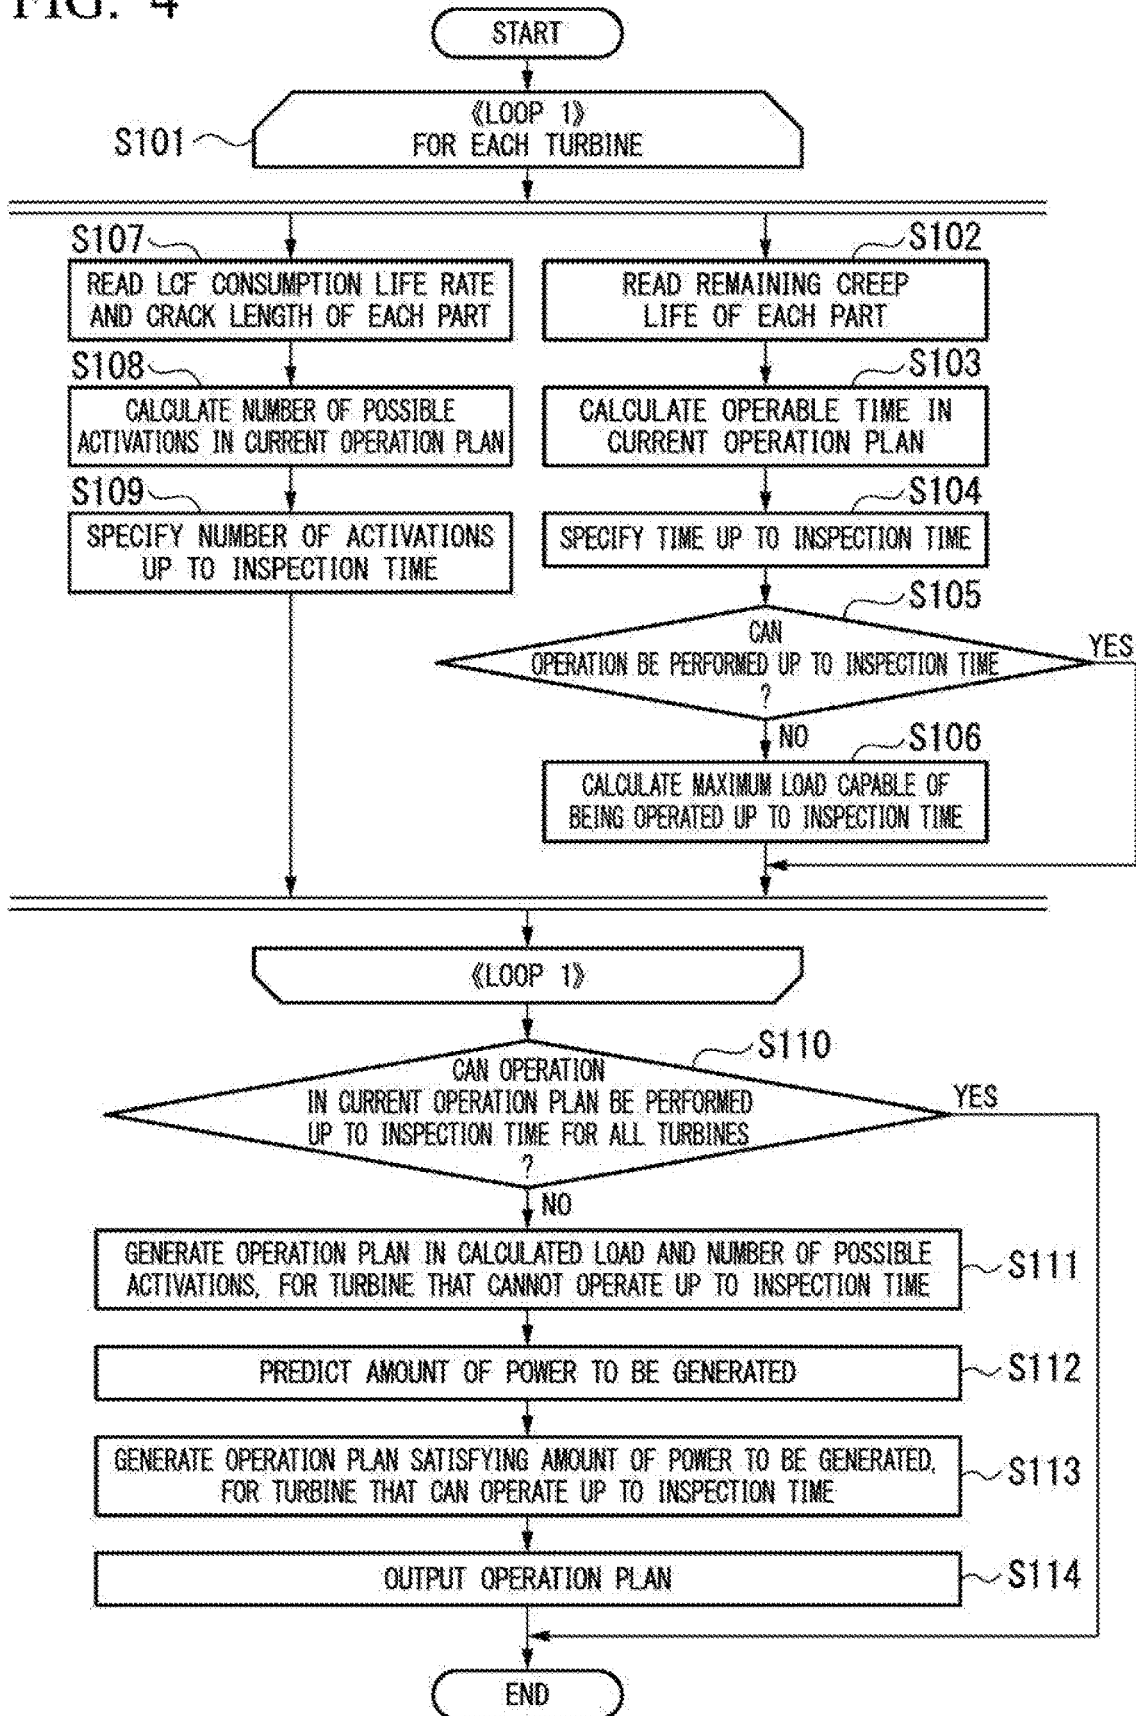 FIG. 4
START
S101
《LOOP 1》
FOR EACH TURBINE
S107
READ LCF CONSUMPTION LIFE RATE
AND CRACK LENGTH OF EACH PART
S108
CALCULATE NUMBER OF POSSIBLE
ACTIVATIONS IN CURRENT OPERATION PLAN
S109
SPECIFY NUMBER OF ACTIVATIONS
UP TO INSPECTION TIME
S102
READ REMAINING CREEP
LIFE OF EACH PART
S103
CALCULATE OPERABLE TIME IN
CURRENT OPERATION PLAN
S104
SPECIFY TIME UP TO INSPECTION TIME
S105
CAN
OPERATION BE PERFORMED UP TO INSPECTION TIME
?
YES
NO
S106
CALCULATE MAXIMUM LOAD CAPABLE OF
BEING OPERATED UP TO INSPECTION TIME
《LOOP 1》
S110
CAN OPERATION
IN CURRENT OPERATION PLAN BE PERFORMED
UP TO INSPECTION TIME FOR ALL TURBINES
?
YES
NO
GENERATE OPERATION PLAN IN CALCULATED LOAD AND NUMBER OF POSSIBLE
ACTIVATIONS, FOR TURBINE THAT CANNOT OPERATE UP TO INSPECTION TIME
S111
PREDICT AMOUNT OF POWER TO BE GENERATED
S112
GENERATE OPERATION PLAN SATISFYING AMOUNT OF POWER TO BE GENERATED,
FOR TURBINE THAT CAN OPERATE UP TO INSPECTION TIME
S113
OUTPUT OPERATION PLAN
S114
END